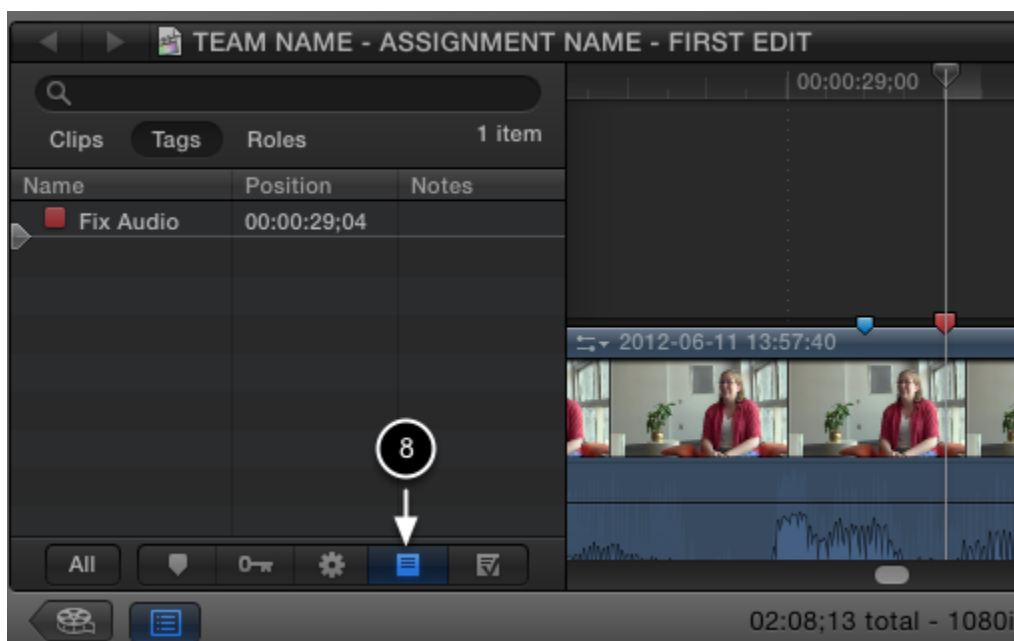 TEAM NAME - ASSIGNMENT NAME - FIRST EDIT
00:00:29;00
Clips Tags Roles 1 item
Name Position Notes
Fix Audio 00:00:29;04
2012-06-11 13:57:40
8
All
02:08;13 total - 1080i